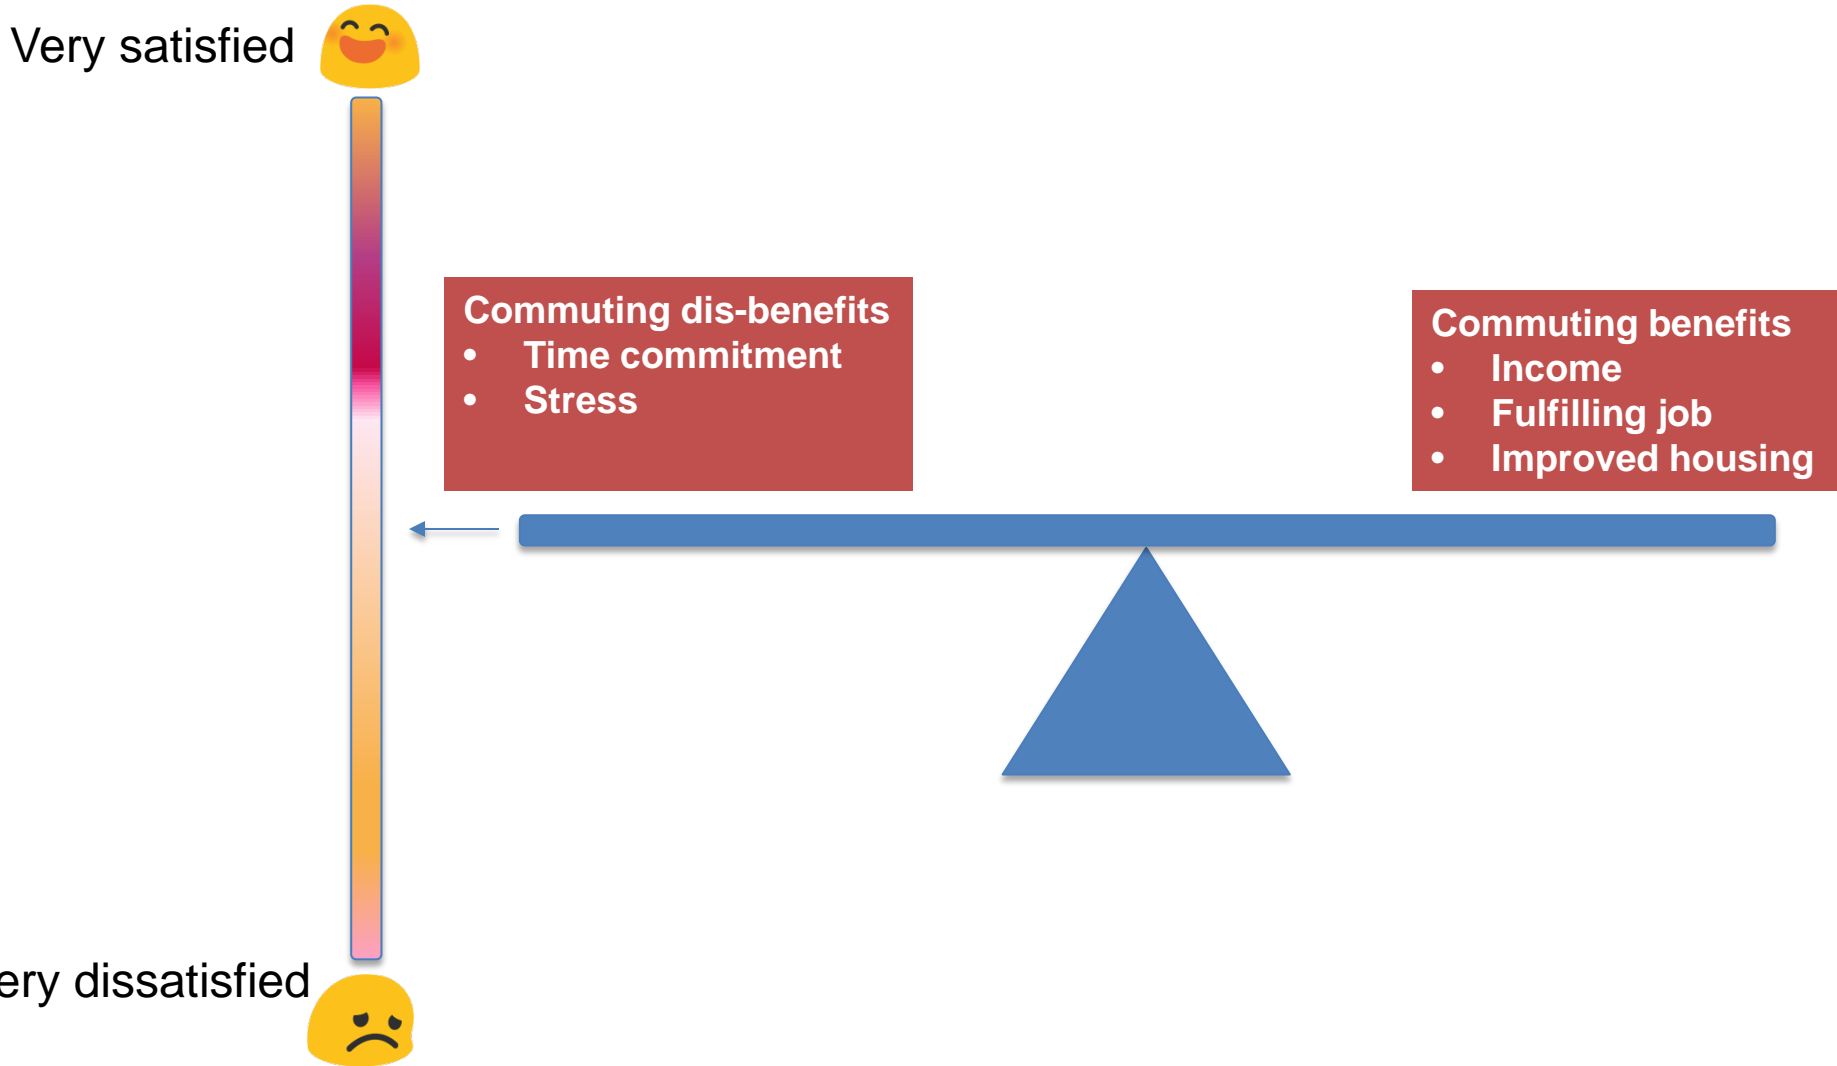 Very satisfied
Commuting dis-benefits
• Time commitment
• Stress
Commuting benefits
• Income
• Fulfilling job
• Improved housing
ery dissatisfied